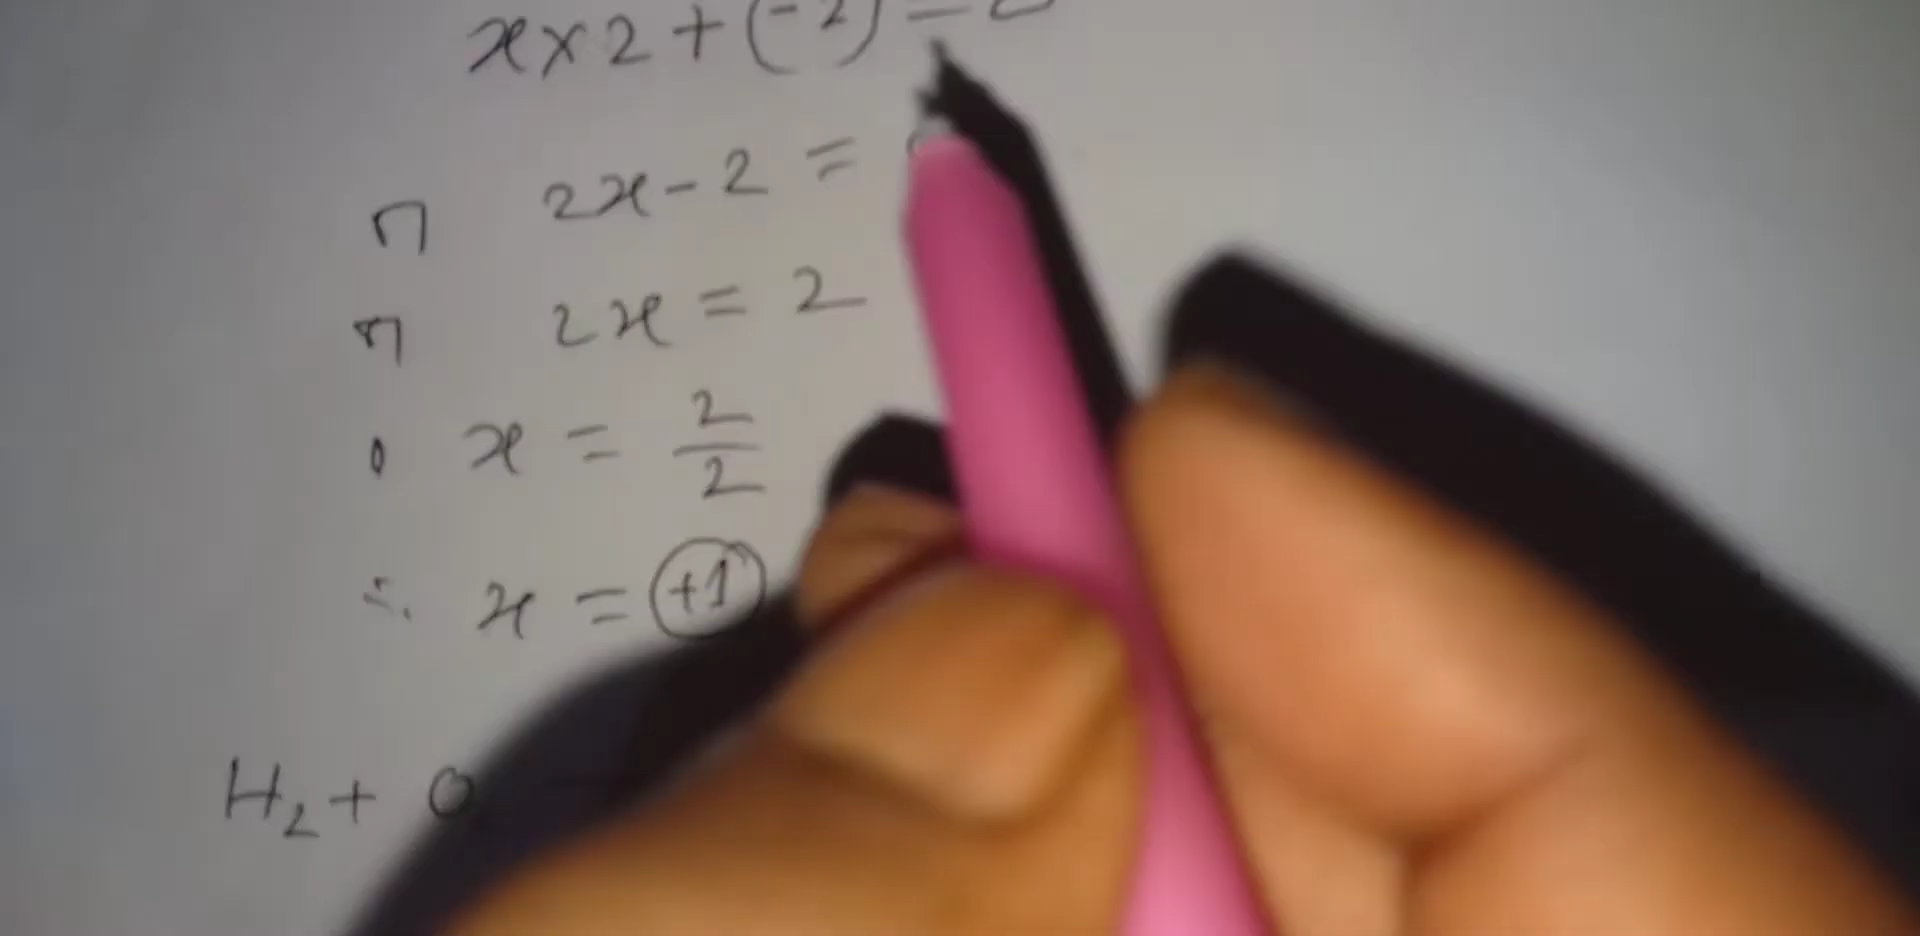 x × 2 + (-2) =
ਗ 2x - 2 =
ਗ 2x = 2
x = 2/2
∴ x = +1
H₂ + O